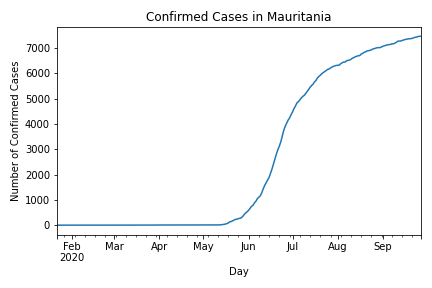 Confirmed Cases in Mauritania
Number of Confirmed Cases
7000
6000
5000
4000
3000
2000
1000
0
Feb Mar Apr May Jun Jul Aug Sep
2020
Day